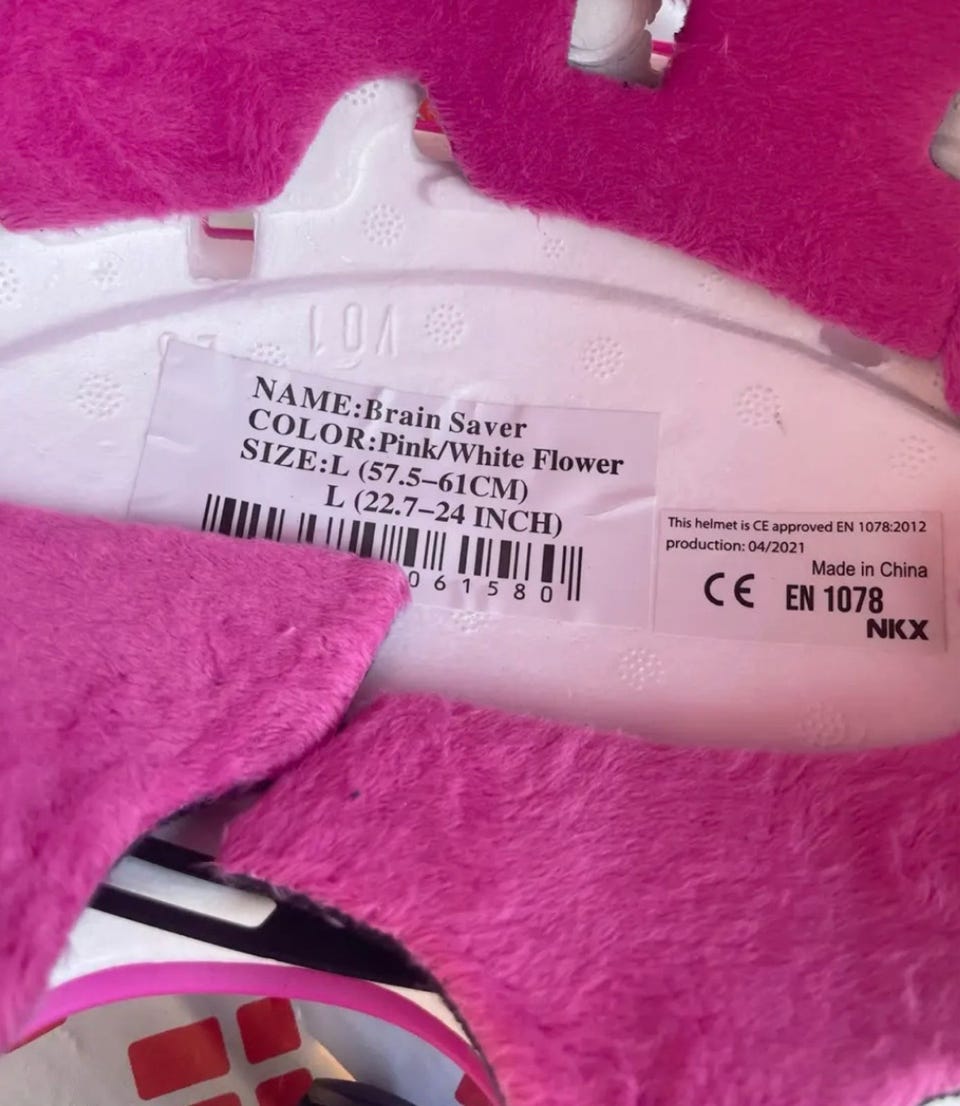 V01
NAME:Brain Saver
COLOR:Pink/White Flower
SIZE:L (57.5–61CM)
L (22.7–24 INCH)
061580
This helmet is CE approved EN 1078:2012
production: 04/2021
Made in China
CE EN 1078
NKX